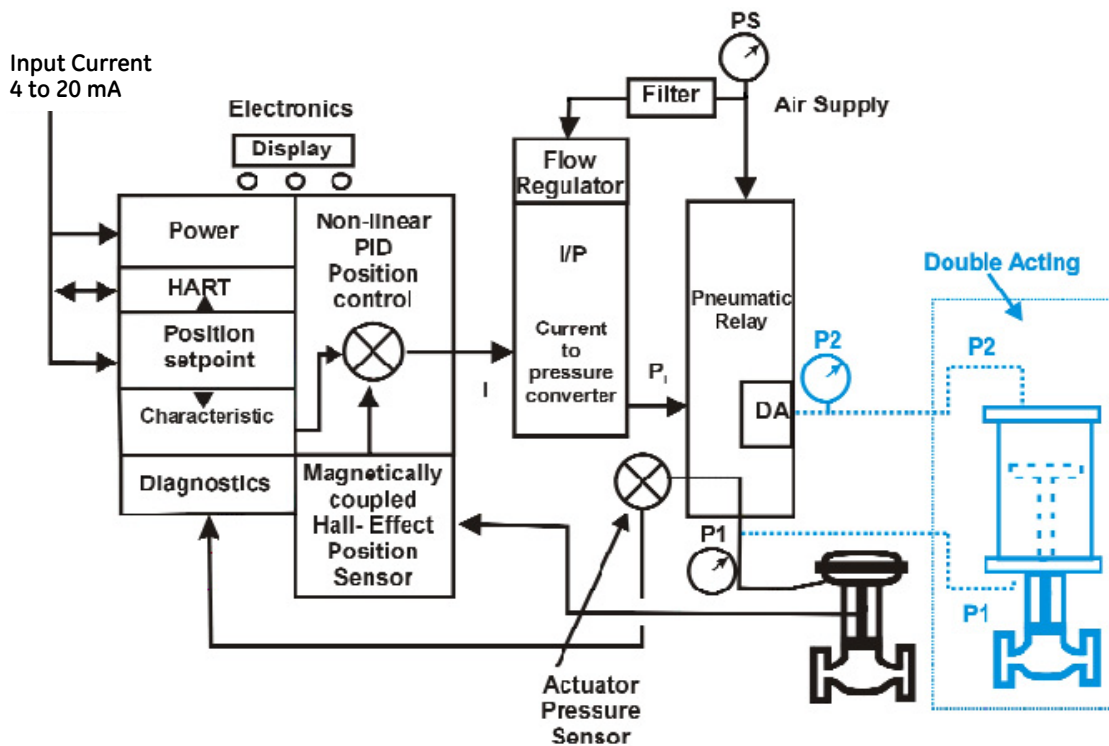 Input Current
4 to 20 mA
Electronics
Display
Power
HART
Position
setpoint
Characteristic
Diagnostics
Non-linear
PID
Position
control
Magnetically
coupled
Hall- Effect
Position
Sensor
I
PS
Filter
Air Supply
Flow
Regulator
I/P
Current
to
pressure
converter
PI
Pneumatic
Relay
DA
P2
Double Acting
P2
P1
P1
Actuator
Pressure
Sensor